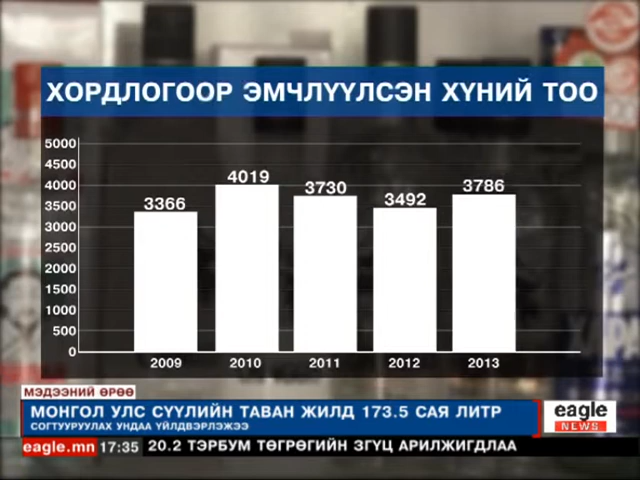 ХОРДЛОГООР ЭМЧЛҮҮЛСЭН ХҮНИЙ ТОО
5000
4500
4000
3500
3000
2500
2000
1500
1000
500
0
3366
4019
3730
3492
3786
2009 2010 2011 2012 2013
МЭДЭЭНИЙ ӨРӨӨ
МОНГОЛ УЛС СҮҮЛИЙН ТАВАН ЖИЛД 173.5 САЯ ЛИТР
СОГТУУРУУЛАХ УНДАА ҮЙЛДВЭРЛЭЖЭЭ
eagle
NEWS
eagle.mn 17:35 20.2 ТЭРБУМ ТӨГРӨГИЙН ЗГҮЦ АРИЛЖИГДЛАА